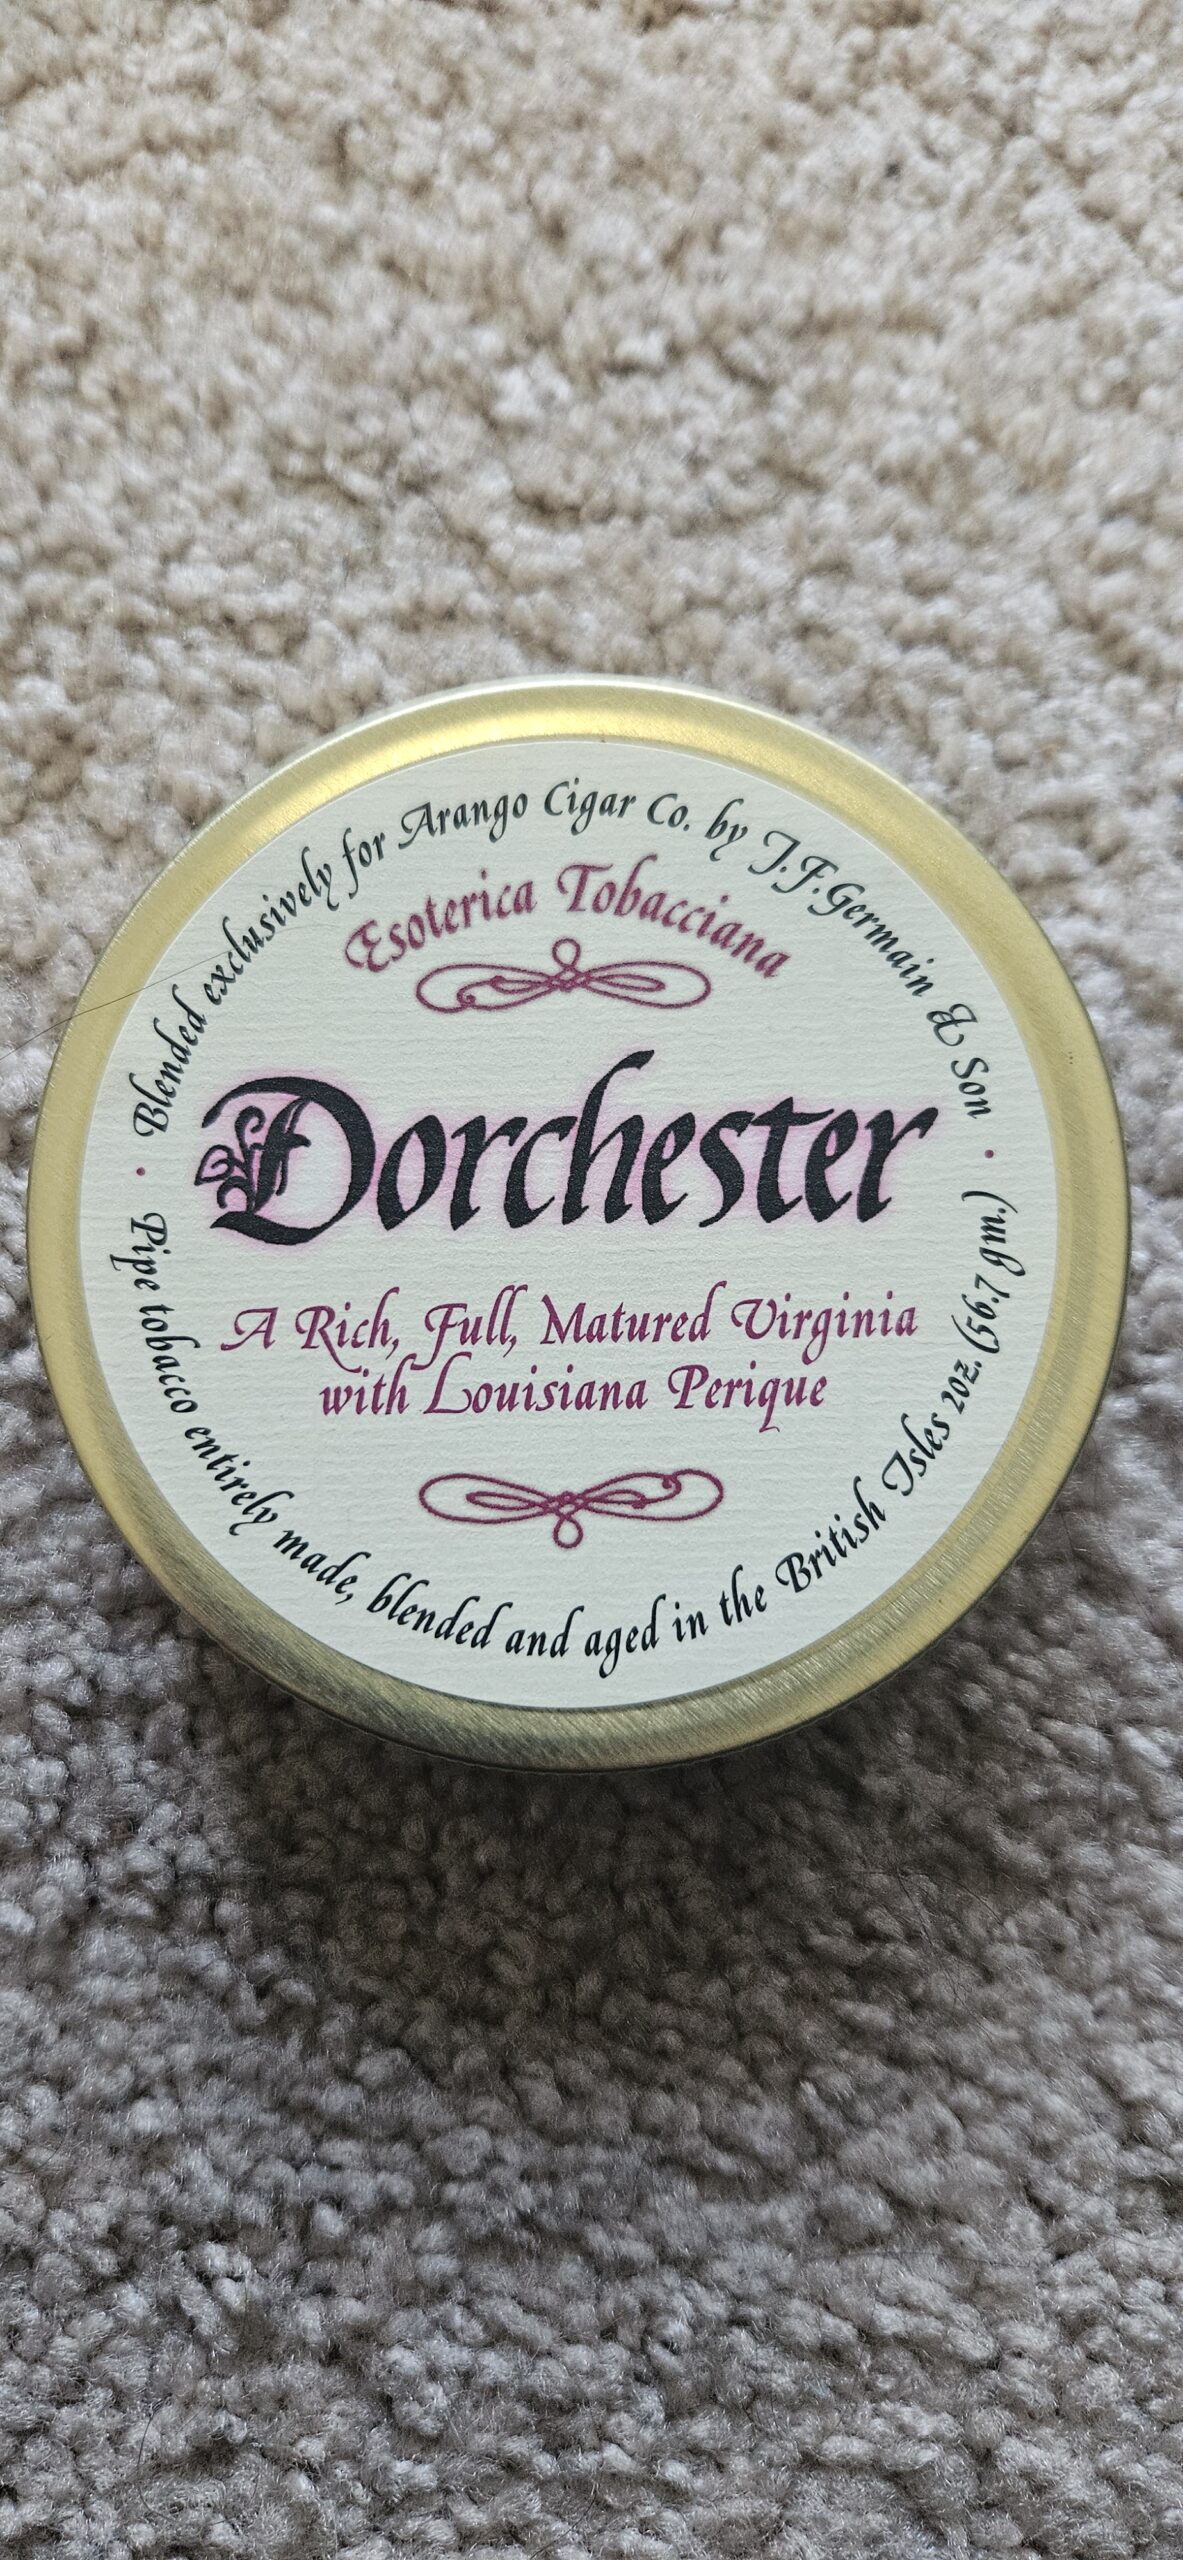 Blended exclusively for Arango Cigar Co. by J.F. Germain & Son
Esoterica Tobacciana
Dorchester
A Rich, Full, Matured Virginia
with Louisiana Perique
Pipe tobacco entirely made, blended and aged in the British Isles 2oz. (56.7 gm.)